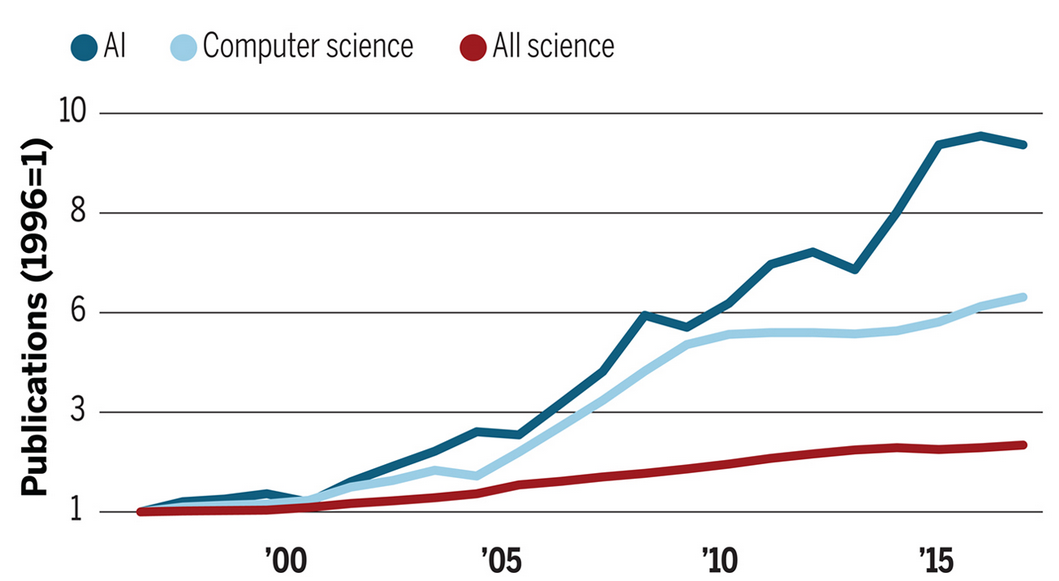 AI Computer science All science
Publications (1996=1)
10
8
6
3
1
’00 ’05 ’10 ’15